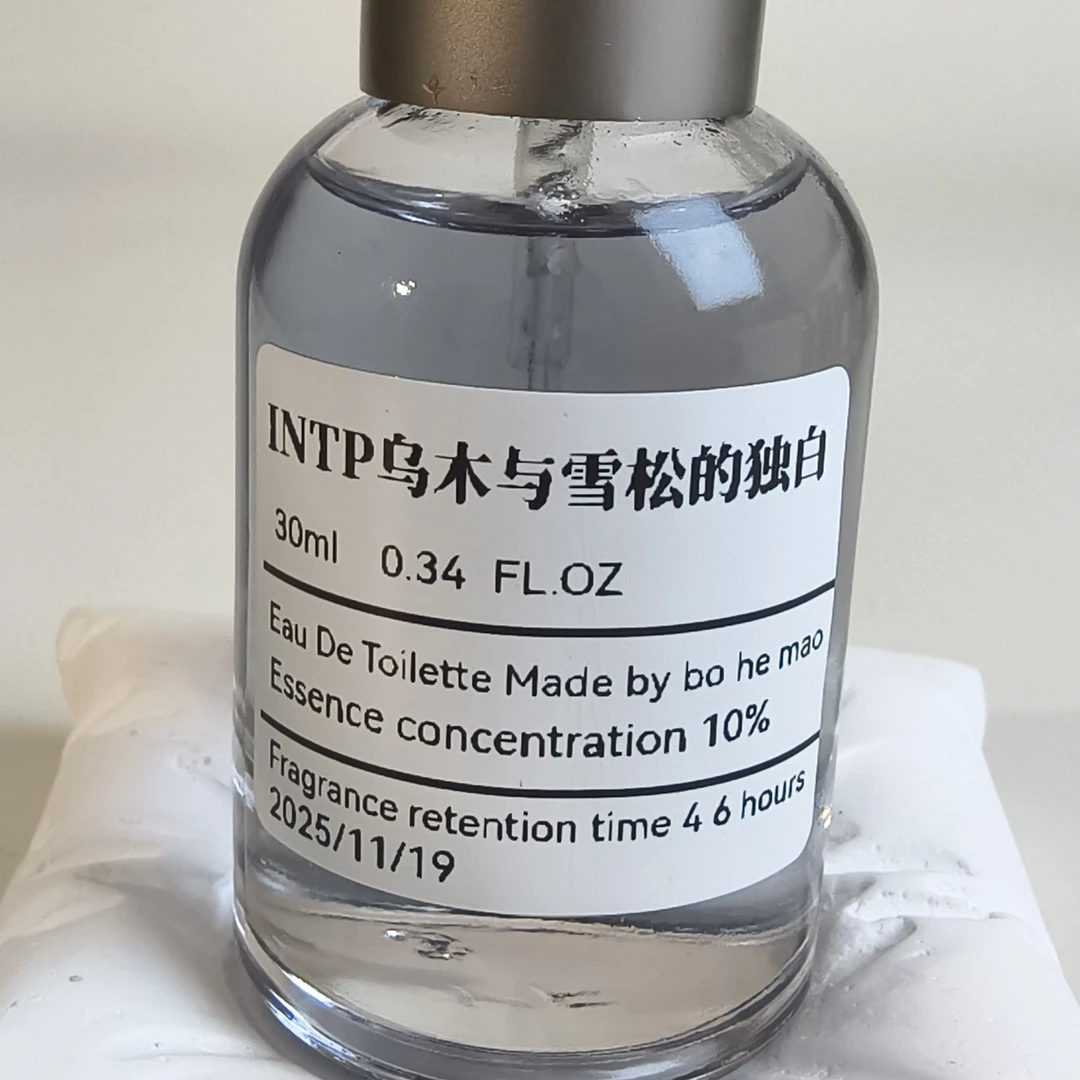 INTP乌木与雪松的独白
30ml 0.34 FL.OZ
Eau De Toilette Made by bo he mao
Essence concentration 10%
Fragrance retention time 4 6 hours
2025/11/19